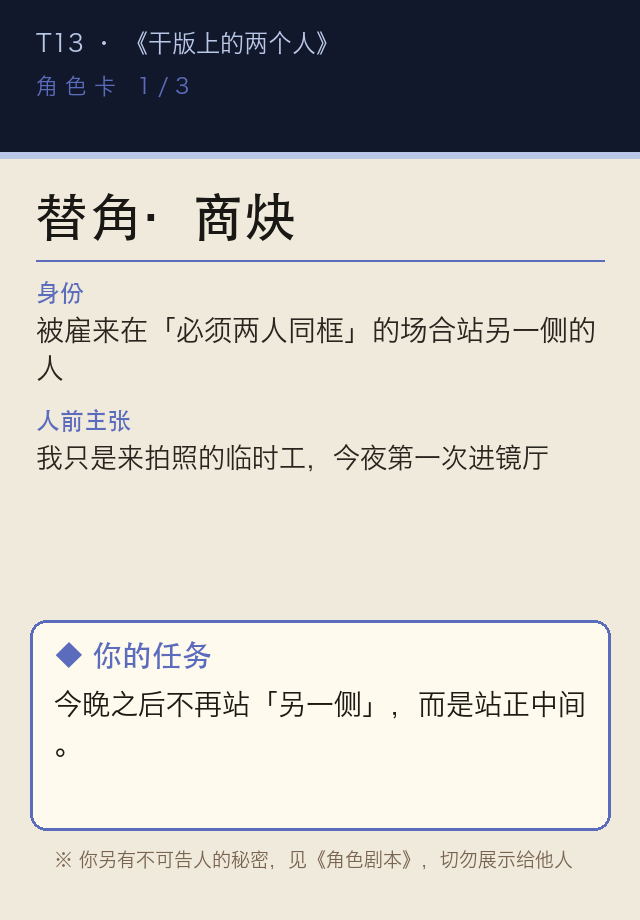 T13 · 《干版上的两个人》
角色卡 1/3
替角· 商炔
身份
被雇来在「必须两人同框」的场合站另一侧的
人
人前主张
我只是来拍照的临时工，今夜第一次进镜厅
◆ 你的任务
今晚之后不再站「另一侧」，而是站正中间
。
※ 你另有不可告人的秘密，见《角色剧本》，切勿展示给他人